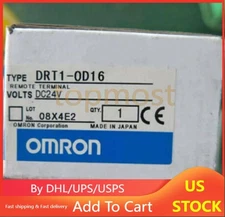 TYPE DRT1-OD16
REMOTE TERMINAL
VOLTS DC24V
LOT No. 08X4E2 QTY 1
OMRON Corporation MADE IN JAPAN
OMRON
topmost
By DHL/UPS/USPS
Add To Cart
US
STOCK